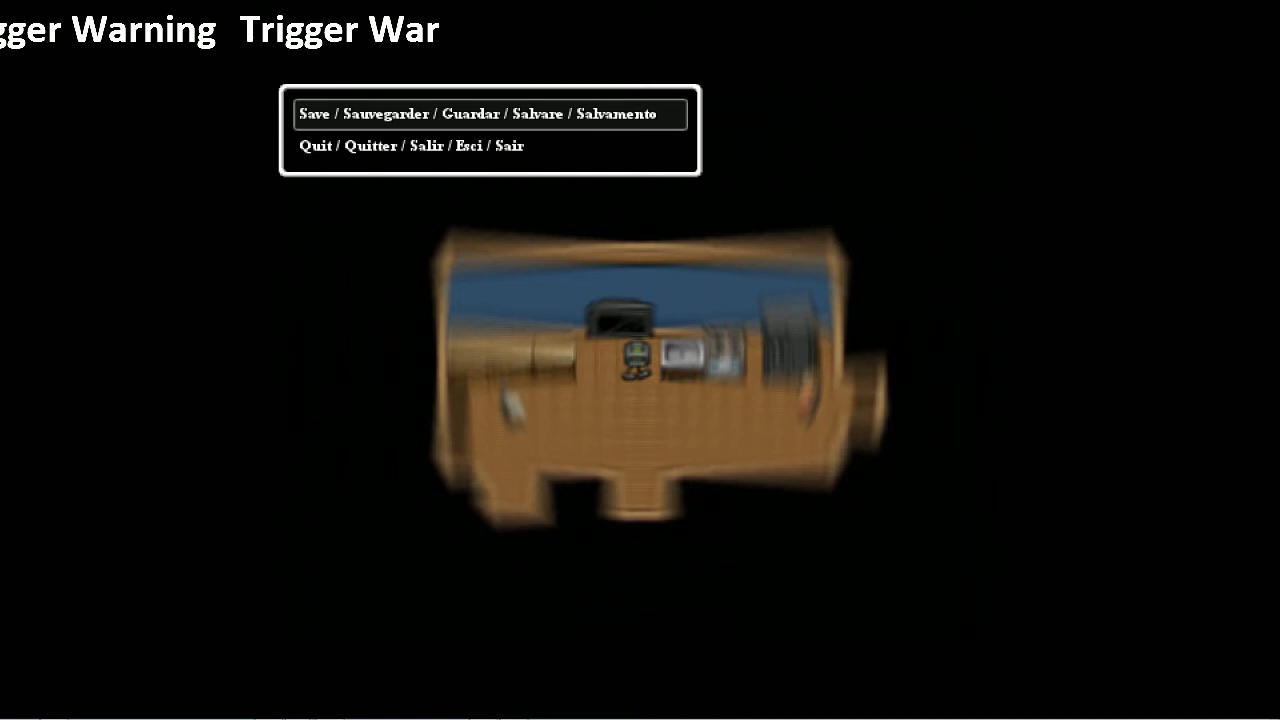 gger Warning Trigger War
Save / Sauvegarder / Guardar / Salvare / Salvamento
Quit / Quitter / Salir / Esci / Sair